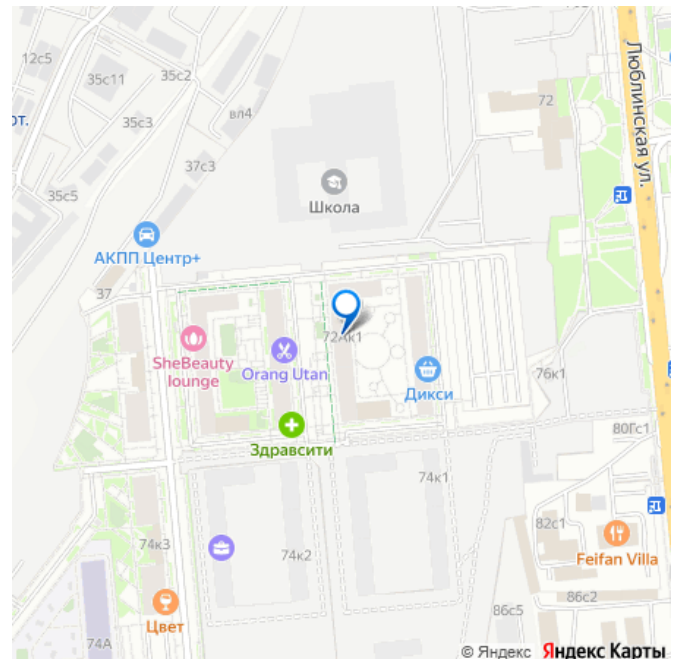 12с5
35с11
35с2
от.
35с3
вл4
72
Люблинская ул.
37с3
35с5
Школа
АКПП Центр+
37
72Ак1
SheBeauty
lounge
Orang Utan
Дикси
76к1
Здравсити
80Гс1
74к1
82с1
74к3
74к2
Feifan Villa
86с2
86с5
Цвет
74А
© Яндекс Яндекс Карты